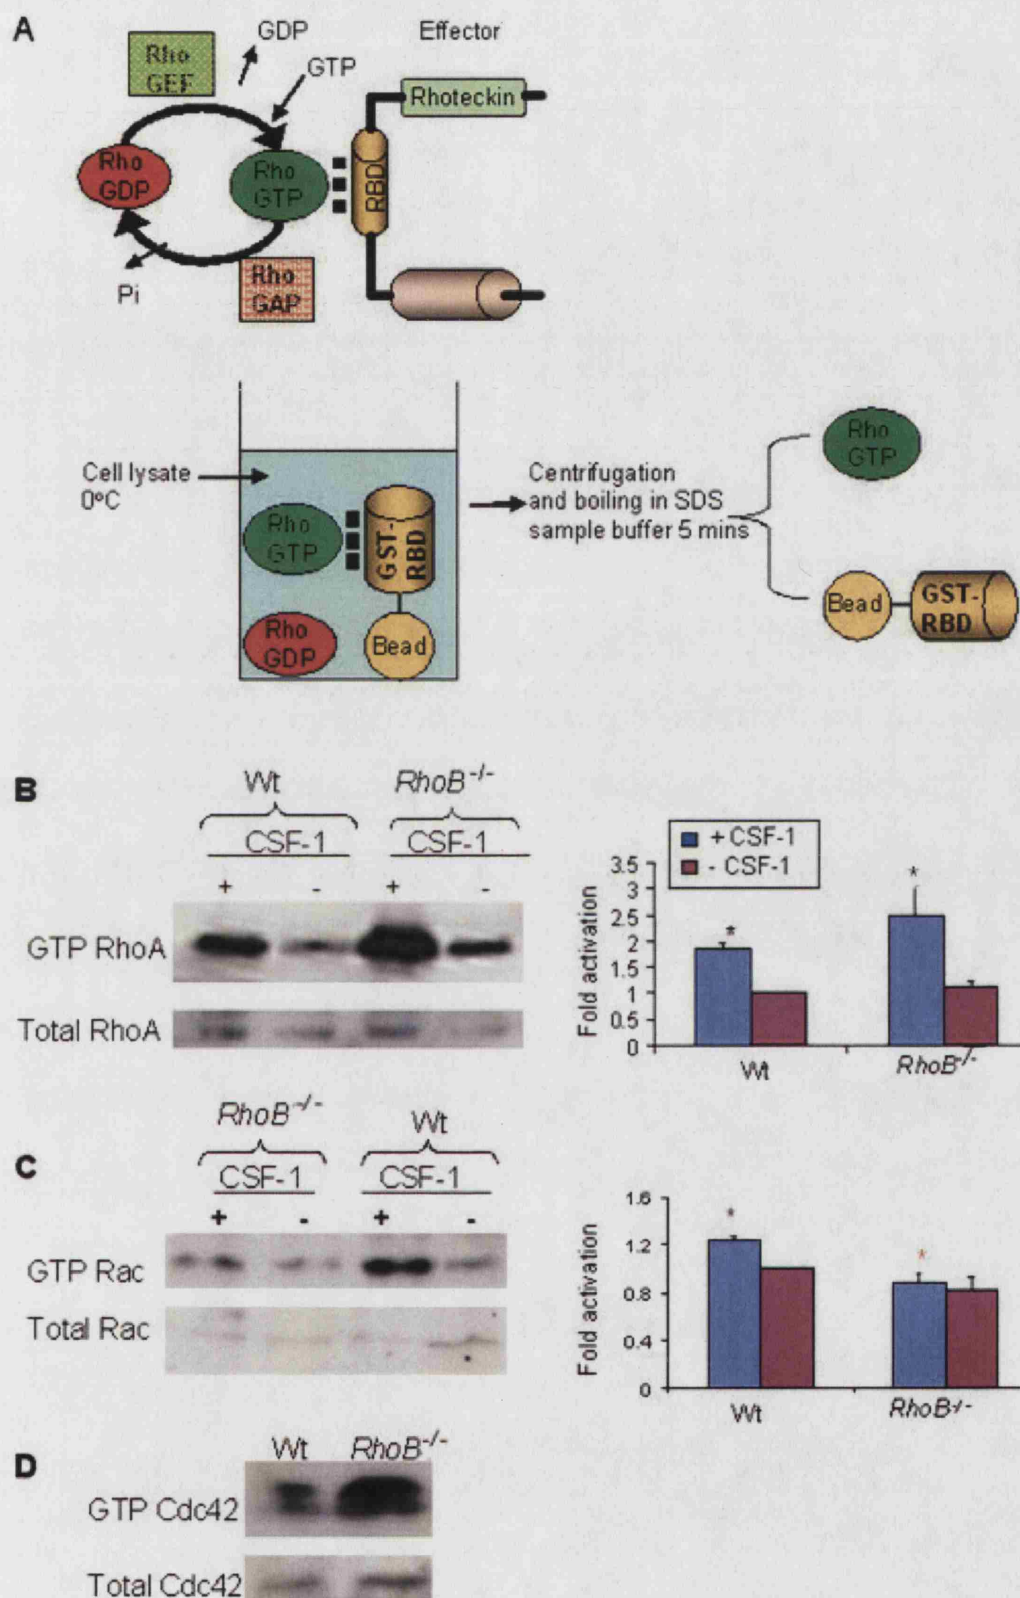 A
Rho
GEF
GDP
GTP
Effector
Rhoteckin
Rho
GDP
Rho
GTP
RBD
Pi
Rho
GAP
Cell lysate
0ºC
Rho
GTP
GST-
RBD
Rho
GDP
Bead
Centrifugation
and boiling in SDS
sample buffer 5 mins
Rho
GTP
Bead
GST-
RBD
B
Wt RhoB-/-
CSF-1 CSF-1
+ - + -
GTP RhoA
Total RhoA
+ CSF-1
- CSF-1
Fold activation
3.5
3
2.5
2
1.5
1
0.5
0
* *
Wt RhoB-/-
C
RhoB-/- Wt
CSF-1 CSF-1
+ - + -
GTP Rac
Total Rac
Fold activation
1.6
1.2
0.8
0.4
0
* *
Wt RhoB-/-
D
Wt RhoB-/-
GTP Cdc42
Total Cdc42